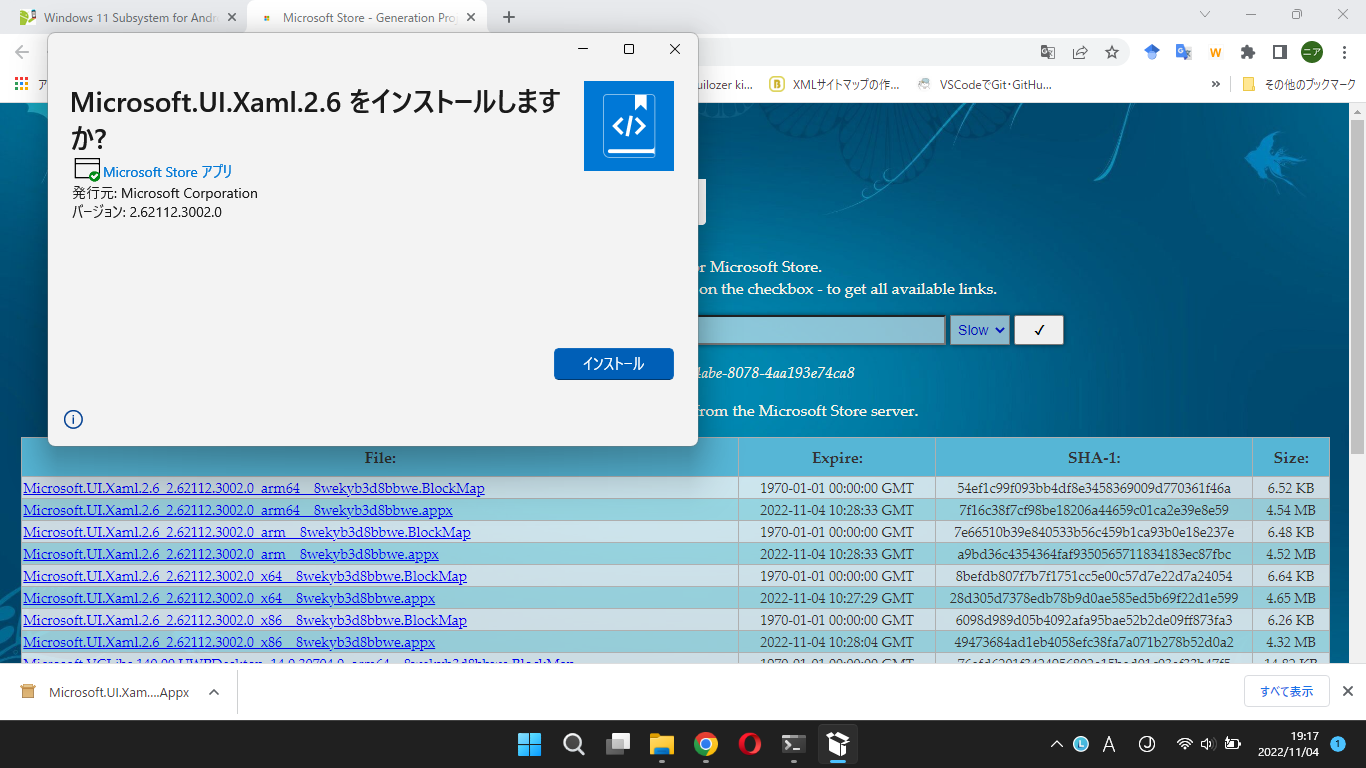 Windows 11 Subsystem for Andr
Microsoft Store - Generation Pro
ニア
uilozer ki...
XMLサイトマップの作...
VSCodeでGit・GitHu...
その他のブックマーク
Microsoft.UI.Xaml.2.6 をインストールします
か?
Microsoft Store アプリ
発行元: Microsoft Corporation
バージョン: 2.62112.3002.0
インストール
or Microsoft Store.
on the checkbox - to get all available links.
Slow
✓
4abe-8078-4aa193e74ca8
from the Microsoft Store server.
File: Expire: SHA-1: Size:
Microsoft.UI.Xaml.2.6_2.62112.3002.0_arm64__8wekyb3d8bbwe.BlockMap 1970-01-01 00:00:00 GMT 54ef1c99f093bb4df8e3458369009d770361f46a 6.52 KB
Microsoft.UI.Xaml.2.6_2.62112.3002.0_arm64__8wekyb3d8bbwe.appx 2022-11-04 10:28:33 GMT 7f16c38f7cf98be18206a44659c01ca2e39e8e59 4.54 MB
Microsoft.UI.Xaml.2.6_2.62112.3002.0_arm__8wekyb3d8bbwe.BlockMap 1970-01-01 00:00:00 GMT 7e66510b39e840533b56c459b1ca93b0e18e237e 6.48 KB
Microsoft.UI.Xaml.2.6_2.62112.3002.0_arm__8wekyb3d8bbwe.appx 2022-11-04 10:28:33 GMT a9bd36c4354364faf9350565711834183ec87fbc 4.52 MB
Microsoft.UI.Xaml.2.6_2.62112.3002.0_x64__8wekyb3d8bbwe.BlockMap 1970-01-01 00:00:00 GMT 8befdb807f7b7f1751cc5e00c57d7e22d7a24054 6.64 KB
Microsoft.UI.Xaml.2.6_2.62112.3002.0_x64__8wekyb3d8bbwe.appx 2022-11-04 10:27:29 GMT 28d305d7378edb78b9d0ae585ed5b69f22d1e599 4.65 MB
Microsoft.UI.Xaml.2.6_2.62112.3002.0_x86__8wekyb3d8bbwe.BlockMap 1970-01-01 00:00:00 GMT 6098d989d05b4092afa95bae52b2de09ff873fa3 6.26 KB
Microsoft.UI.Xaml.2.6_2.62112.3002.0_x86__8wekyb3d8bbwe.appx 2022-11-04 10:28:04 GMT 49473684ad1eb4058efc38fa7a071b278b52d0a2 4.32 MB
Microsoft.UI.Xam....Appx
すべて表示
A
19:17
2022/11/04
1